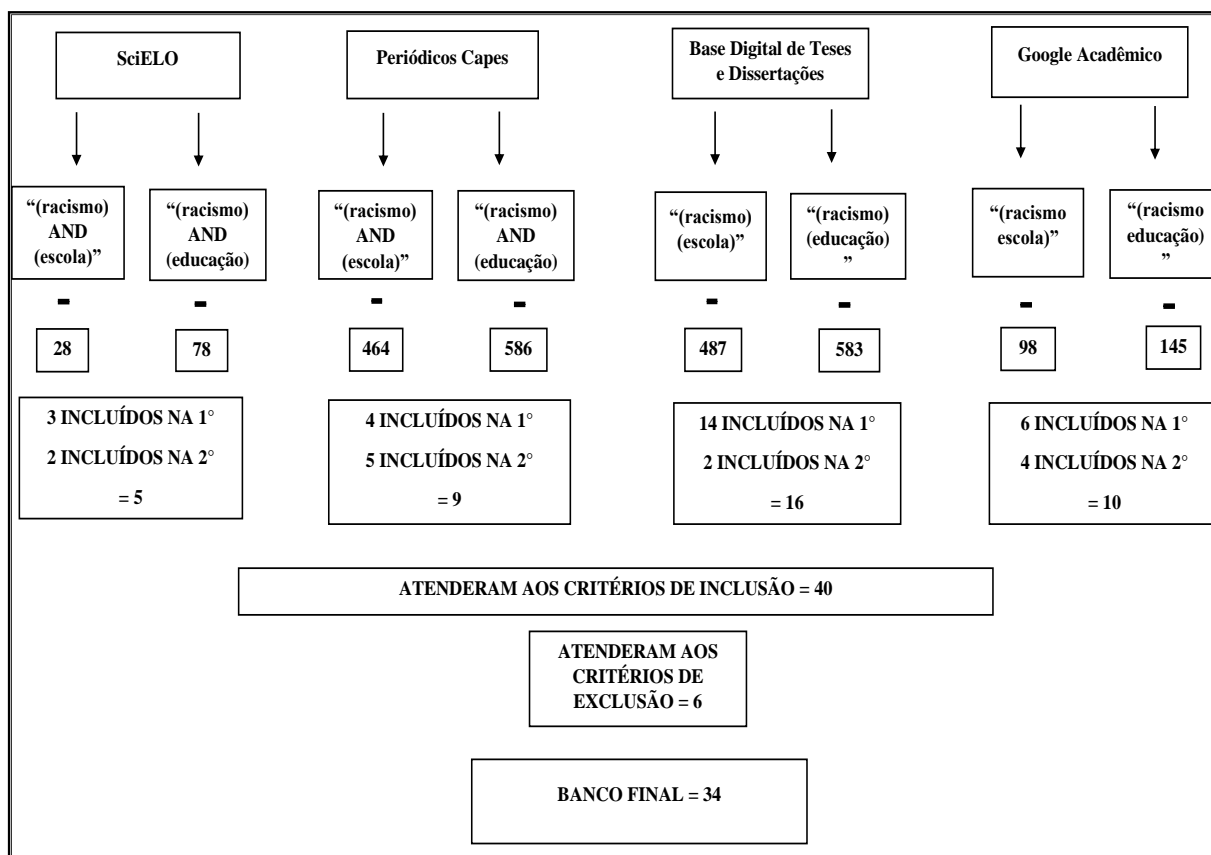 SciELO
Periódicos Capes
Base Digital de Teses
e Dissertações
Google Acadêmico
“(racismo)
AND
(escola)”
“(racismo)
AND
(educação)
“(racismo)
AND
(escola)”
“(racismo)
AND
(educação)
“(racismo)
(escola)”
“(racismo)
(educação)
”
“(racismo
escola)”
“(racismo
educação)
”
28
78
464
586
487
583
98
145
3 INCLUÍDOS NA 1°
2 INCLUÍDOS NA 2°
= 5
4 INCLUÍDOS NA 1°
5 INCLUÍDOS NA 2°
= 9
14 INCLUÍDOS NA 1°
2 INCLUÍDOS NA 2°
= 16
6 INCLUÍDOS NA 1°
4 INCLUÍDOS NA 2°
= 10
ATENDERAM AOS CRITÉRIOS DE INCLUSÃO = 40
ATENDERAM AOS
CRITÉRIOS DE
EXCLUSÃO = 6
BANCO FINAL = 34